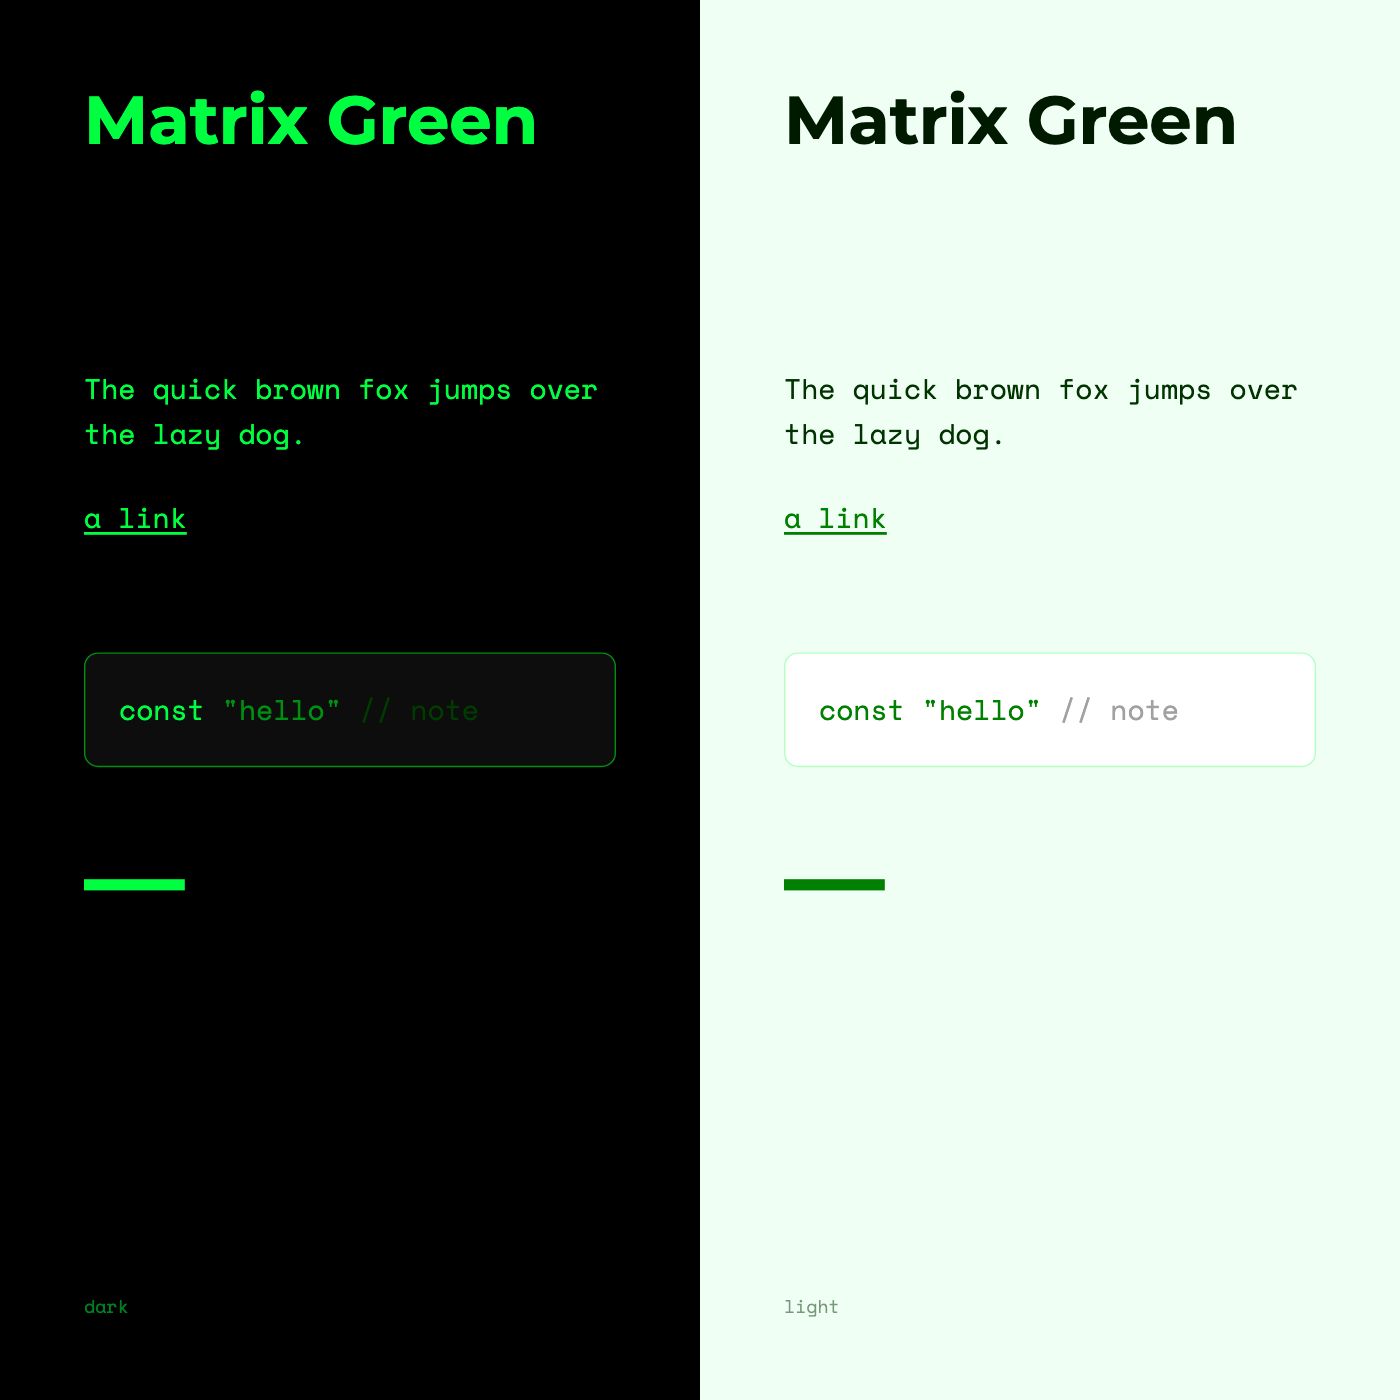 Matrix Green
The quick brown fox jumps over
the lazy dog.
a link
const "hello" // note
dark
Matrix Green
The quick brown fox jumps over
the lazy dog.
a link
const "hello" // note
light